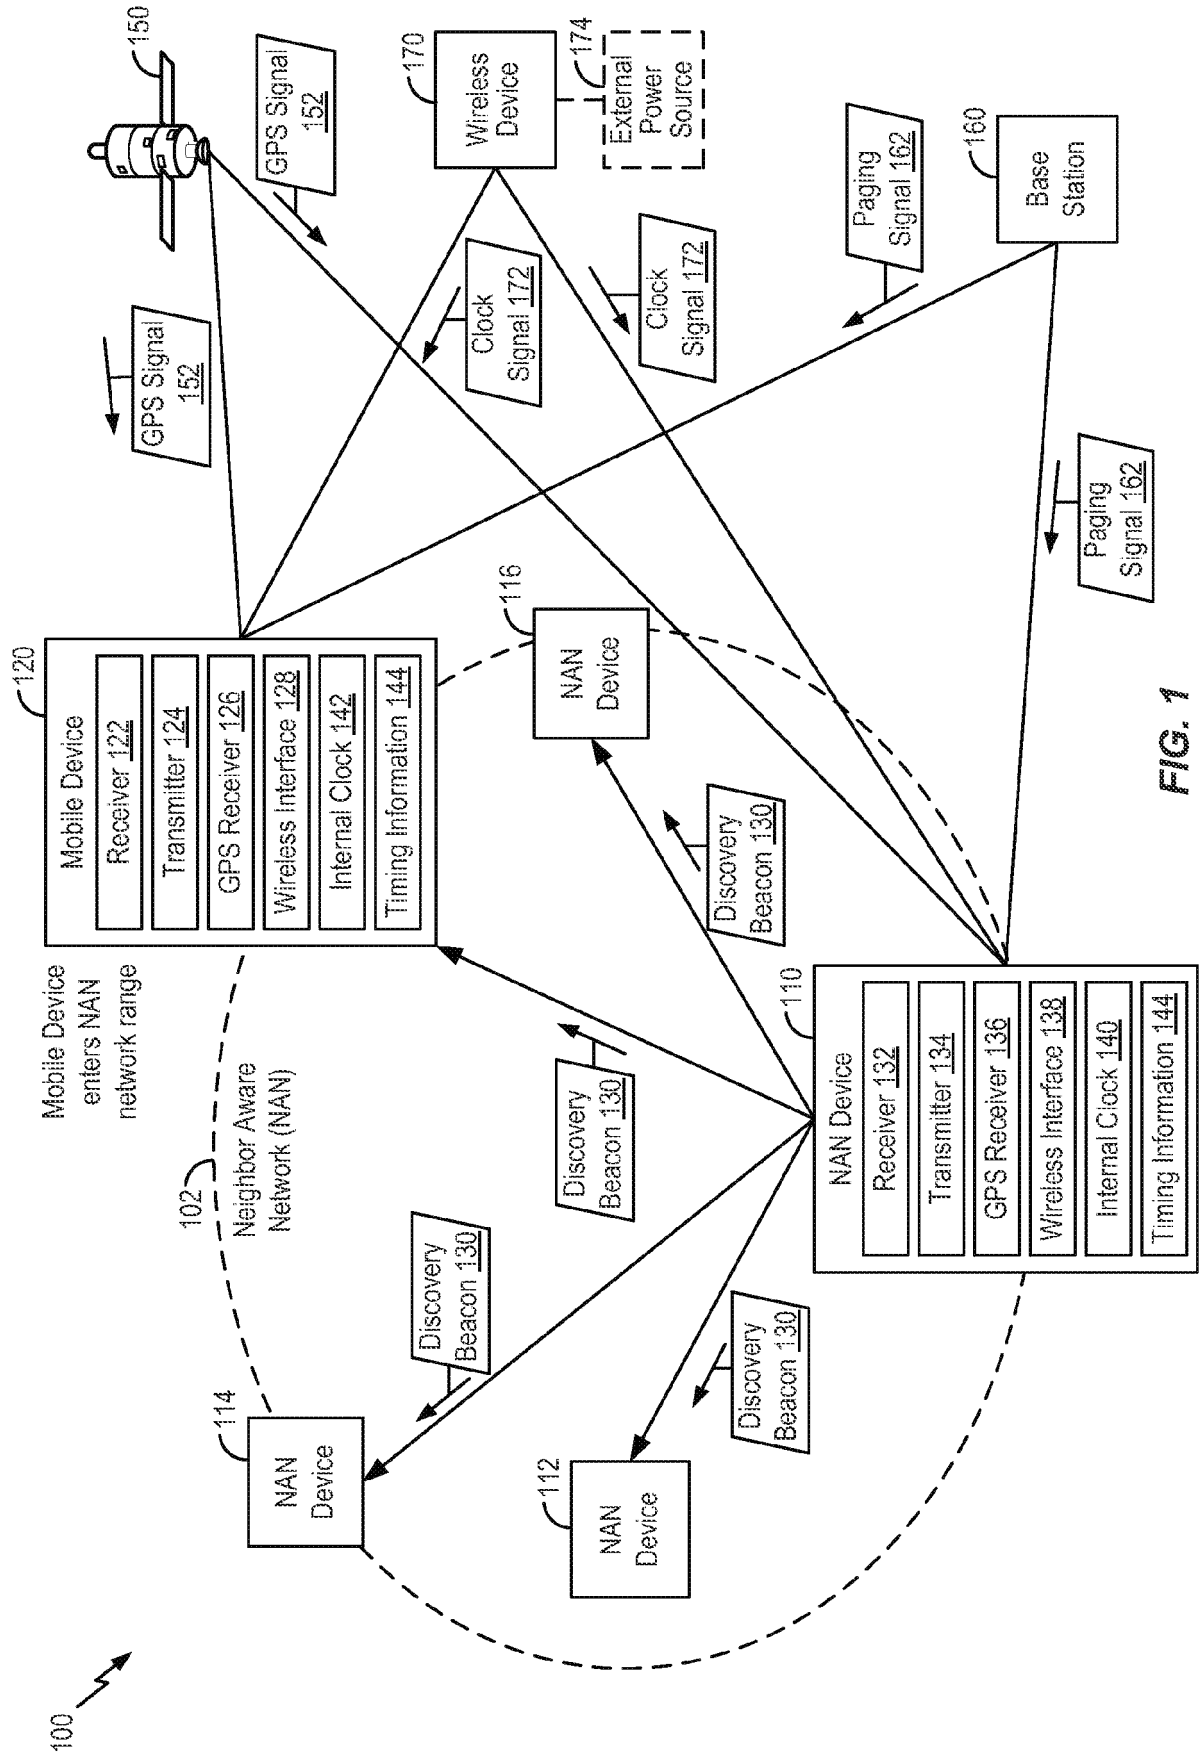 100
114
NAN
Device
102
Neighbor Aware
Network (NAN)
Mobile Device
enters NAN
network range
120
Mobile Device
Receiver 122
Transmitter 124
GPS Receiver 126
Wireless Interface 128
Internal Clock 142
Timing Information 144
GPS Signal
152
150
GPS Signal
152
112
NAN
Device
Discovery
Beacon 130
Discovery
Beacon 130
116
NAN
Device
Clock
Signal 172
170
Wireless
Device
174
External
Power
Source
Discovery
Beacon 130
Discovery
Beacon 130
Clock
Signal 172
110
NAN Device
Receiver 132
Transmitter 134
GPS Receiver 136
Wireless Interface 138
Internal Clock 140
Timing Information 144
Paging
Signal 162
Paging
Signal 162
160
Base
Station
FIG. 1